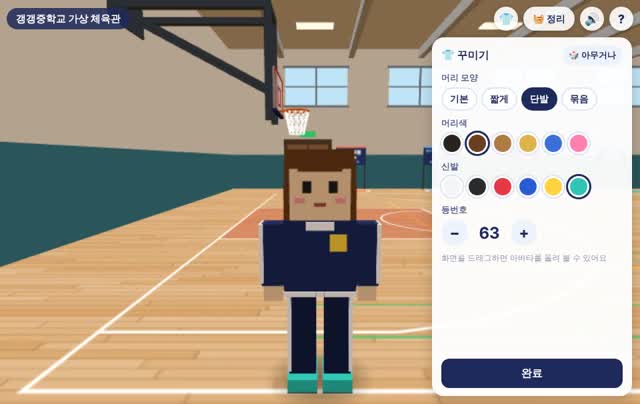 갱갱중학교 가상 체육관
정리
?
꾸미기
아무거나
머리 모양
기본 짧게 단발 묶음
머리색
신발
등번호
− 63 +
화면을 드래그하면 아바타를 돌려 볼 수 있어요
완료